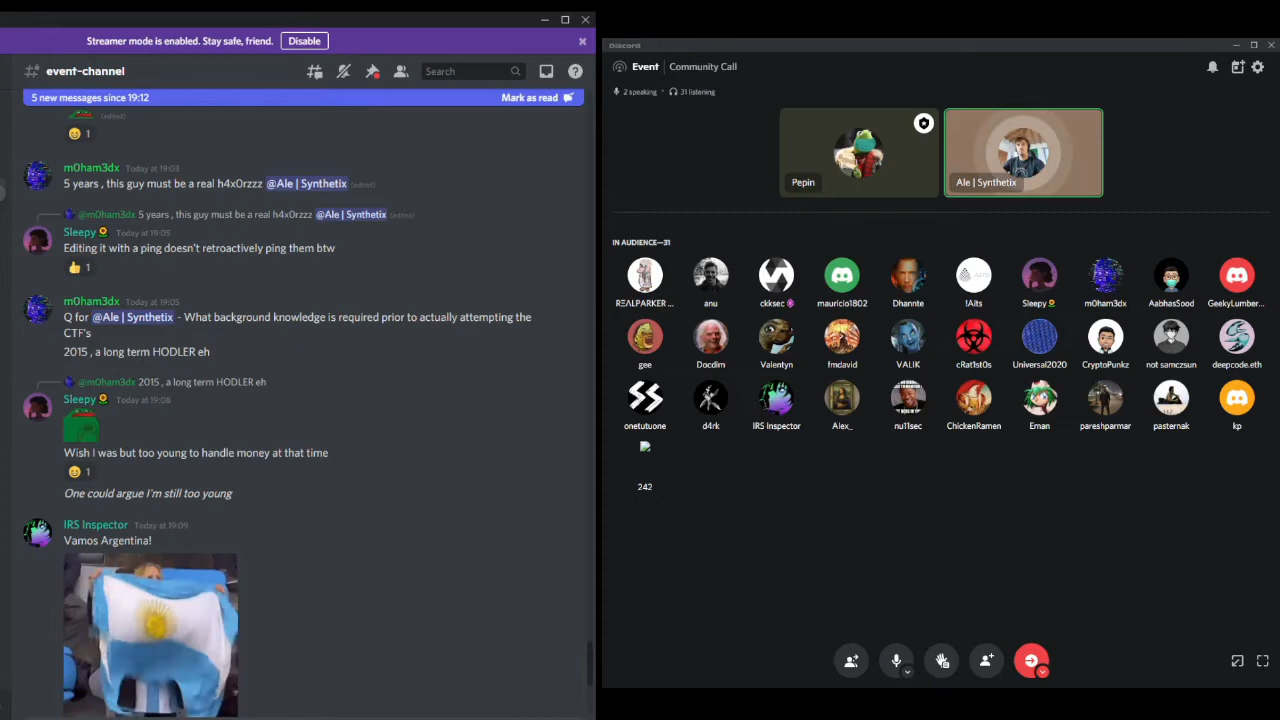 Streamer mode is enabled. Stay safe, friend.
Disable
event-channel
Search
5 new messages since 19:12
Mark as read
(edited)
1
m0ham3dx Today at 19:03
5 years , this guy must be a real h4x0rzzz @Ale | Synthetix (edited)
@m0ham3dx 5 years , this guy must be a real h4x0rzzz @Ale | Synthetix (edited)
Sleepy Today at 19:05
Editing it with a ping doesn't retroactively ping them btw
1
m0ham3dx Today at 19:05
Q for @Ale | Synthetix - What background knowledge is required prior to actually attempting the
CTF's
2015 , a long term HODLER eh
@m0ham3dx 2015 , a long term HODLER eh
Sleepy Today at 19:08
Wish I was but too young to handle money at that time
1
One could argue I'm still too young
IRS Inspector Today at 19:09
Vamos Argentina!
Discord
Event
Community Call
2 speaking
31 listening
Pepin
Ale | Synthetix
IN AUDIENCE—31
REALPARKER ...
anu
ckksec
mauricio1802
Dhannte
!Aits
Sleepy
m0ham3dx
AabhasSood
GeekyLumber...
gee
Docdim
Valentyn
fmdavid
VALIK
cRat1st0s
Universal2020
CryptoPunkz
not samczsun
deepcode.eth
onetutuone
d4rk
IRS Inspector
Alex_
nu11sec
ChickenRamen
Eman
pareshparmar
pasternak
kp
242